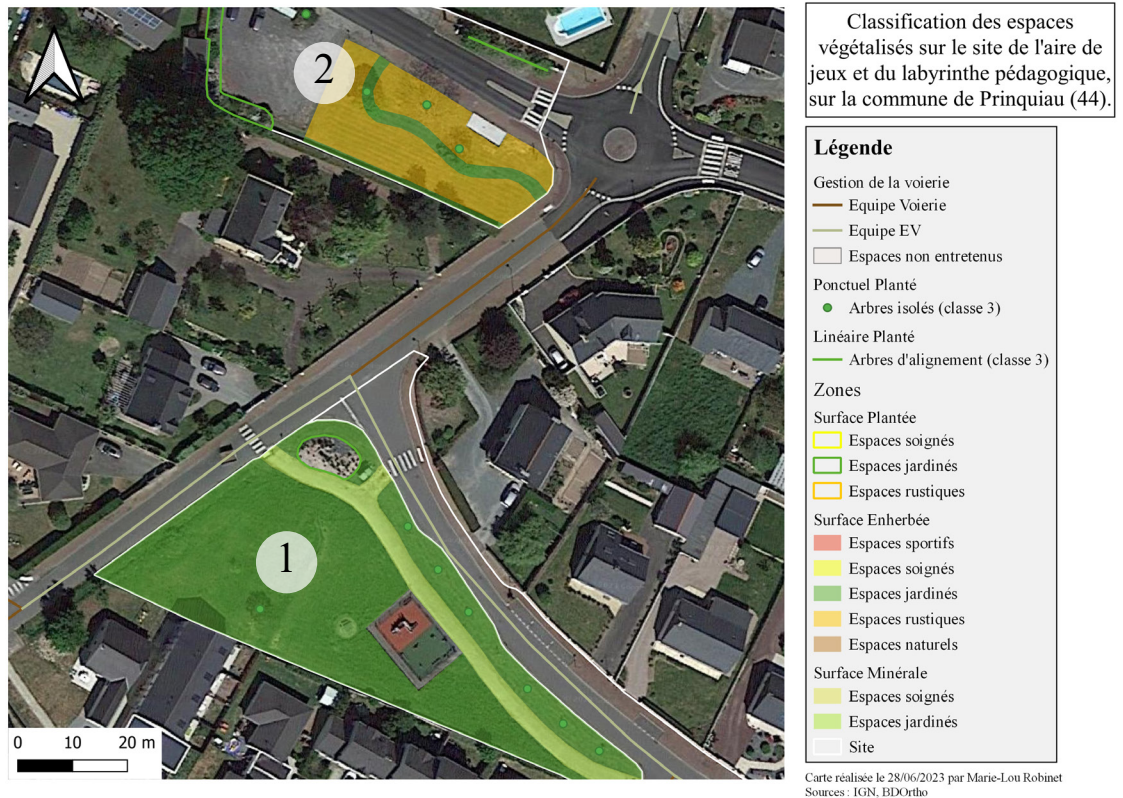 Classification des espaces
végétalisés sur le site de l'aire de
jeux et du labyrinthe pédagogique,
sur la commune de Prinquiau (44).
2
1
0 10 20 m
Légende
Gestion de la voierie
Equipe Voierie
Equipe EV
Espaces non entretenus
Ponctuel Planté
Arbres isolés (classe 3)
Linéaire Planté
Arbres d'alignement (classe 3)
Zones
Surface Plantée
Espaces soignés
Espaces jardinés
Espaces rustiques
Surface Enherbée
Espaces sportifs
Espaces soignés
Espaces jardinés
Espaces rustiques
Espaces naturels
Surface Minérale
Espaces soignés
Espaces jardinés
Site
Carte réalisée le 28/06/2023 par Marie-Lou Robinet
Sources : IGN, BDOrtho